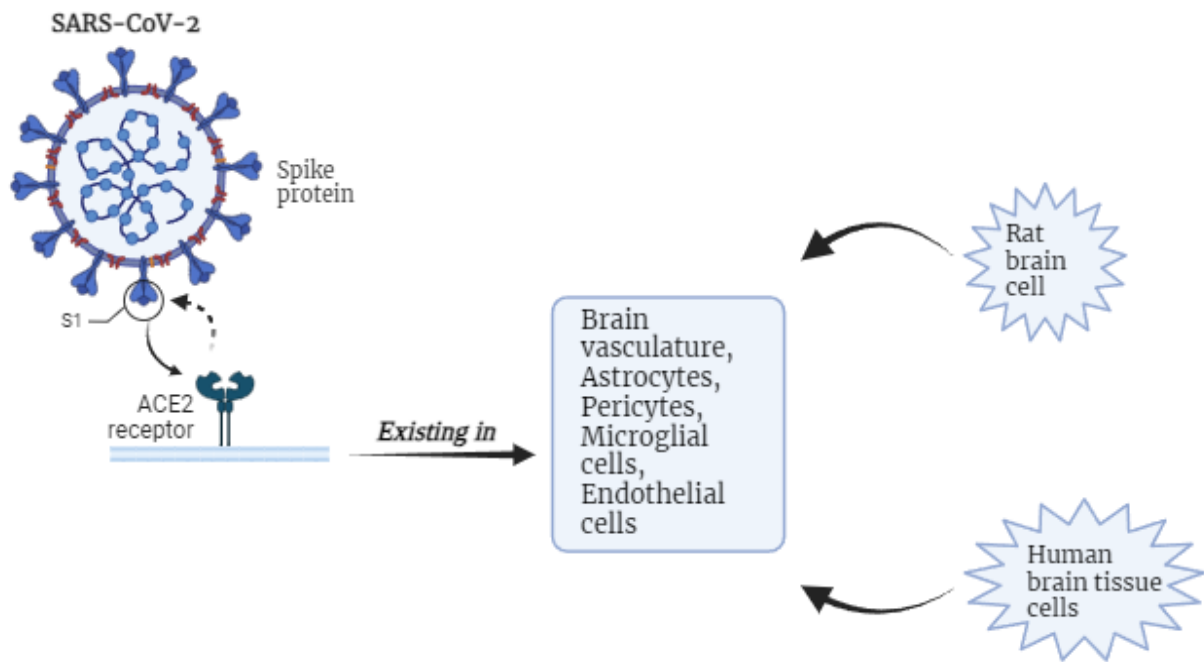 SARS-CoV-2
Spike
protein
S1
ACE2
receptor
Existing in
Brain
vasculature,
Astrocytes,
Pericytes,
Microglial
cells,
Endothelial
cells
Rat
brain
cell
Human
brain tissue
cells